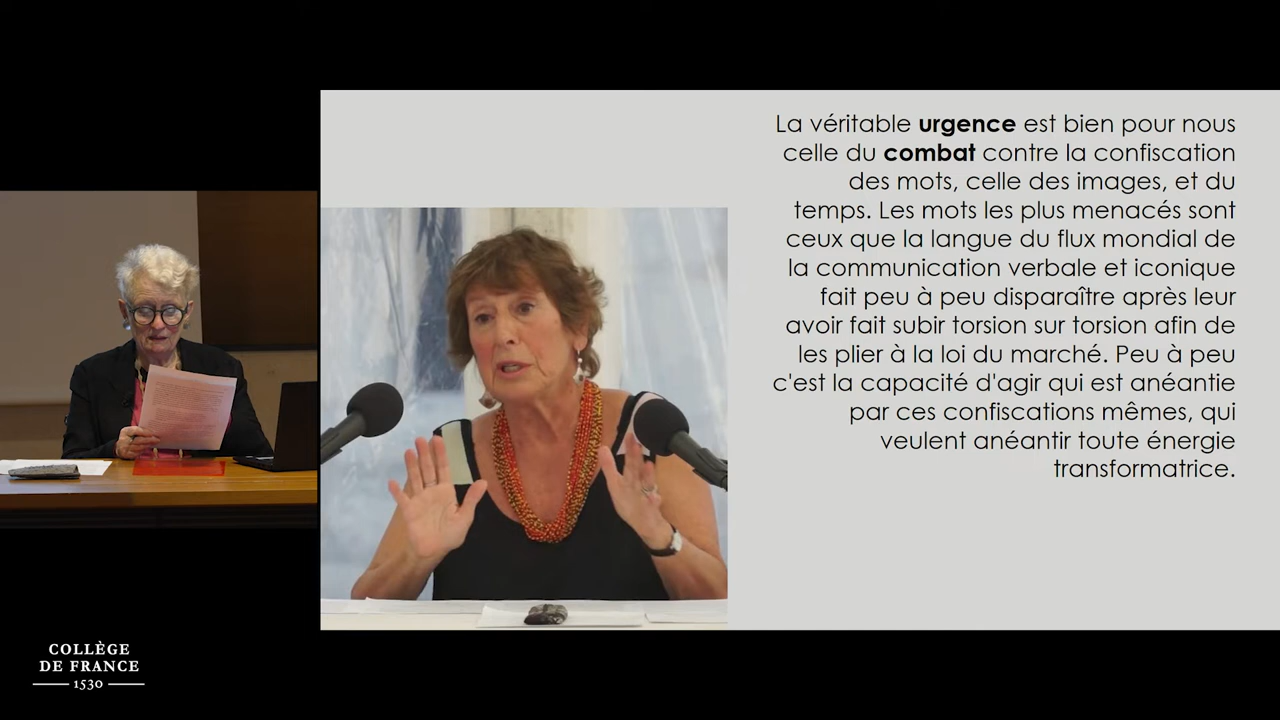 La véritable urgence est bien pour nous
celle du combat contre la confiscation
des mots, celle des images, et du
temps. Les mots les plus menacés sont
ceux que la langue du flux mondial de
la communication verbale et iconique
fait peu à peu disparaître après leur
avoir fait subir torsion sur torsion afin de
les plier à la loi du marché. Peu à peu
c'est la capacité d'agir qui est anéantie
par ces confiscations mêmes, qui
veulent anéantir toute énergie
transformatrice.
COLLÈGE
DE FRANCE
1530